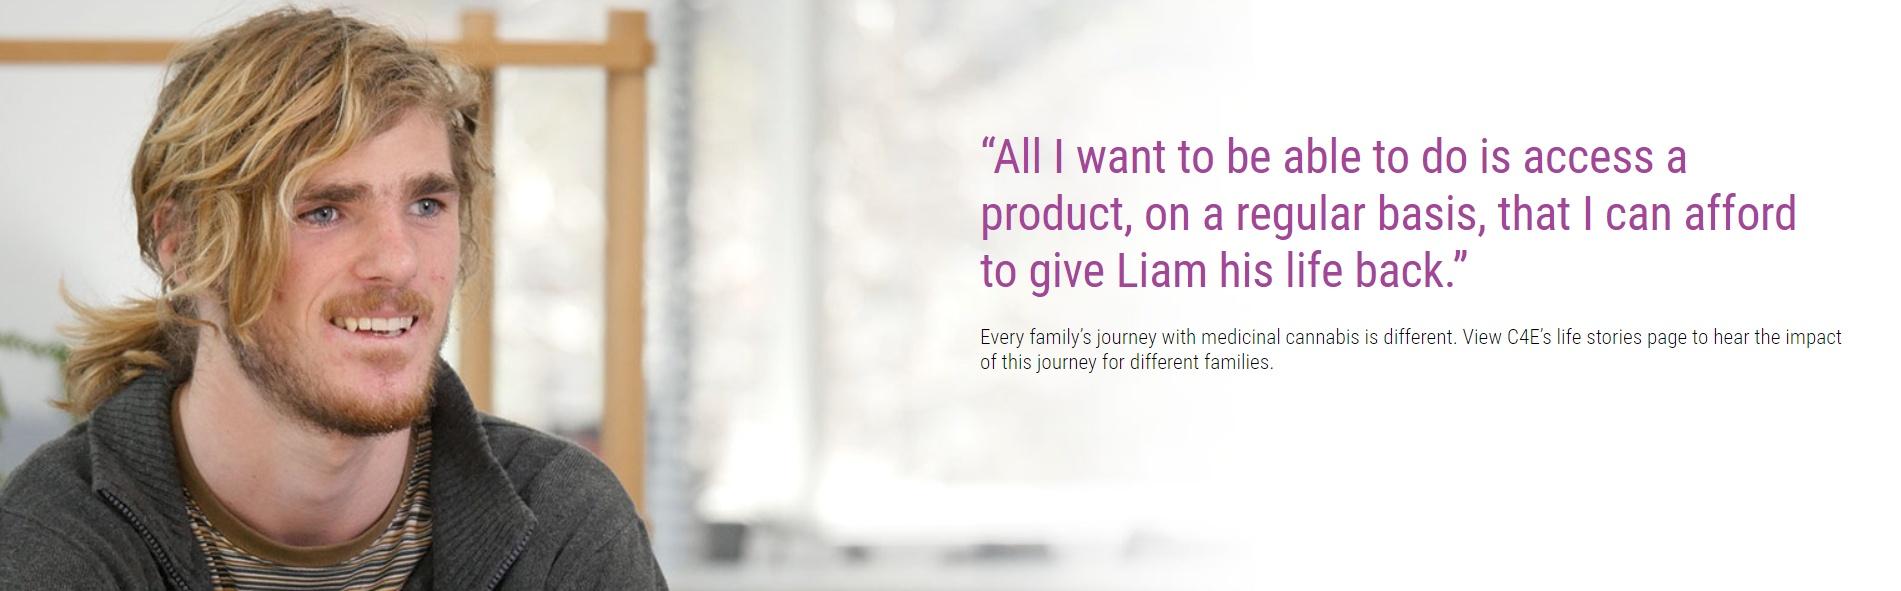 “All I want to be able to do is access a
product, on a regular basis, that I can afford
to give Liam his life back.”
Every family’s journey with medicinal cannabis is different. View C4E’s life stories page to hear the impact
of this journey for different families.